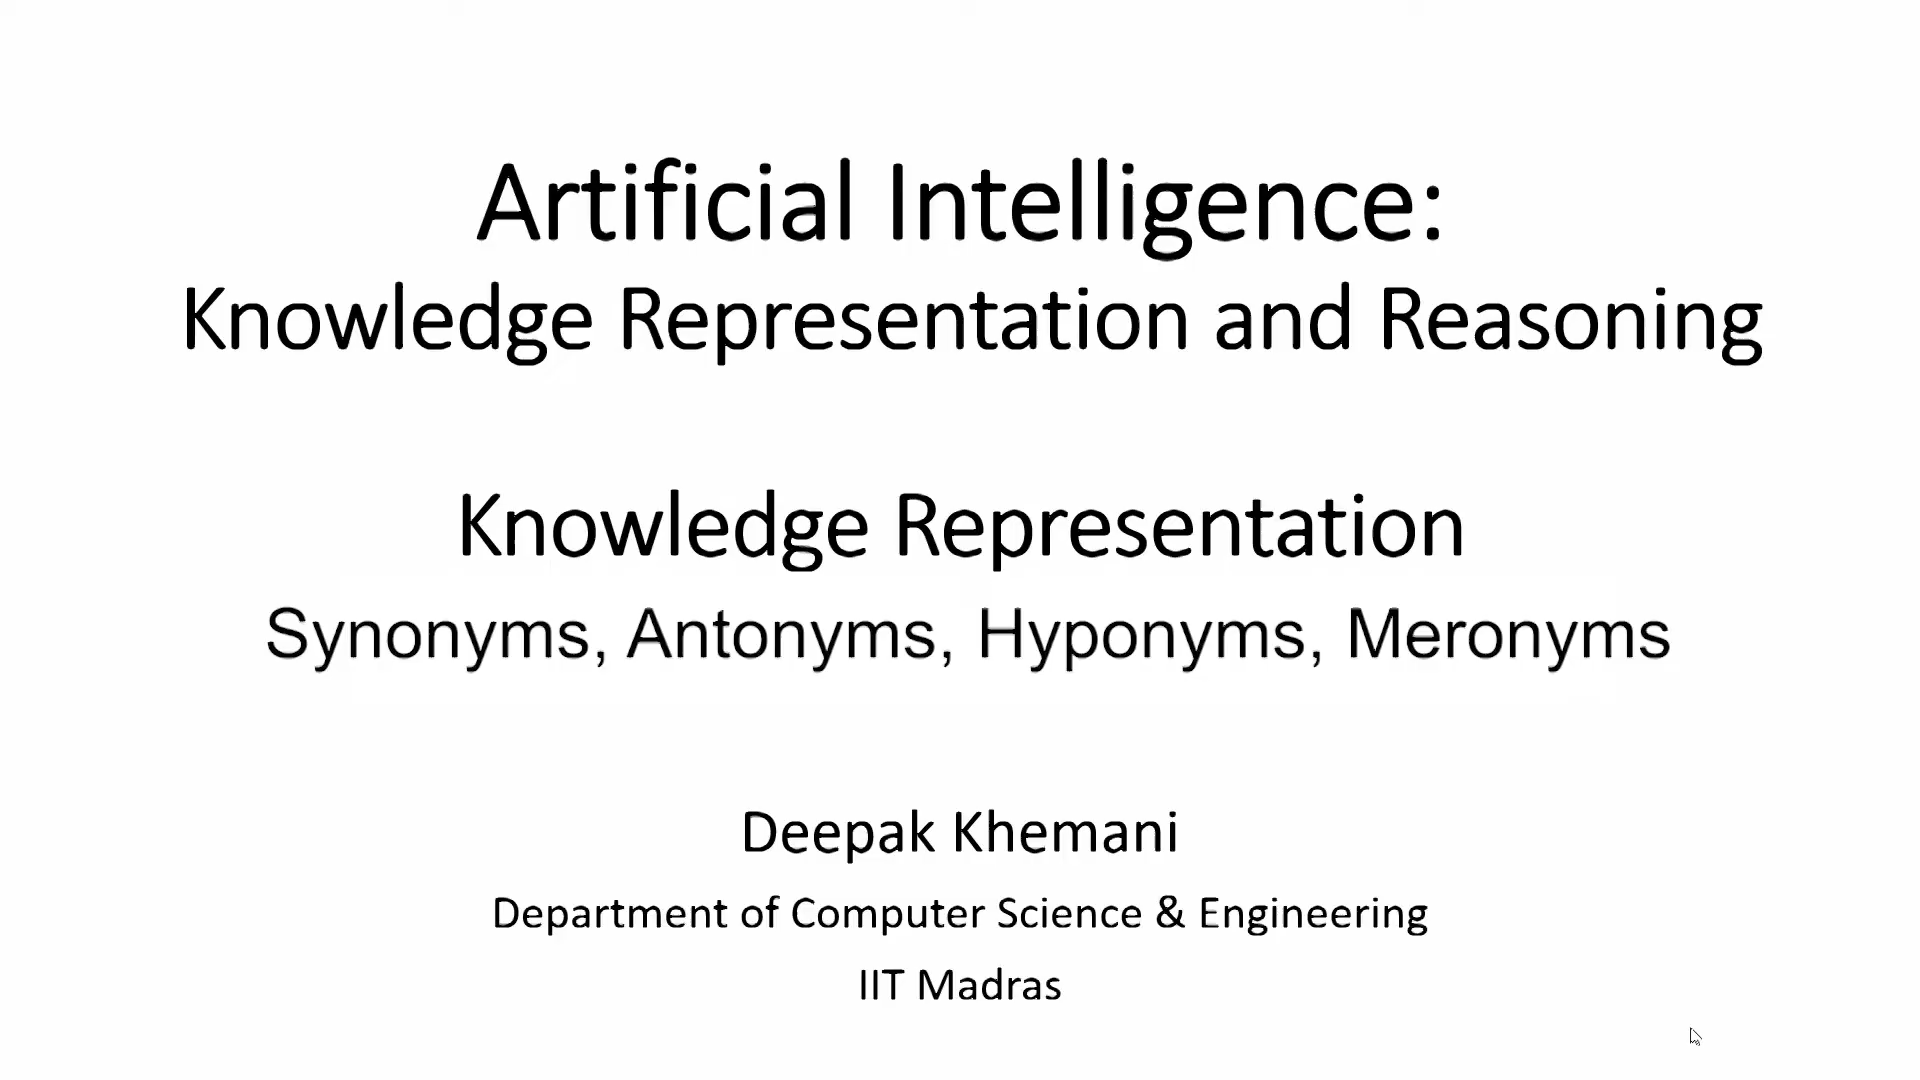 Artificial Intelligence:
Knowledge Representation and Reasoning
Knowledge Representation
Synonyms, Antonyms, Hyponyms, Meronyms
Deepak Khemani
Department of Computer Science & Engineering
IIT Madras